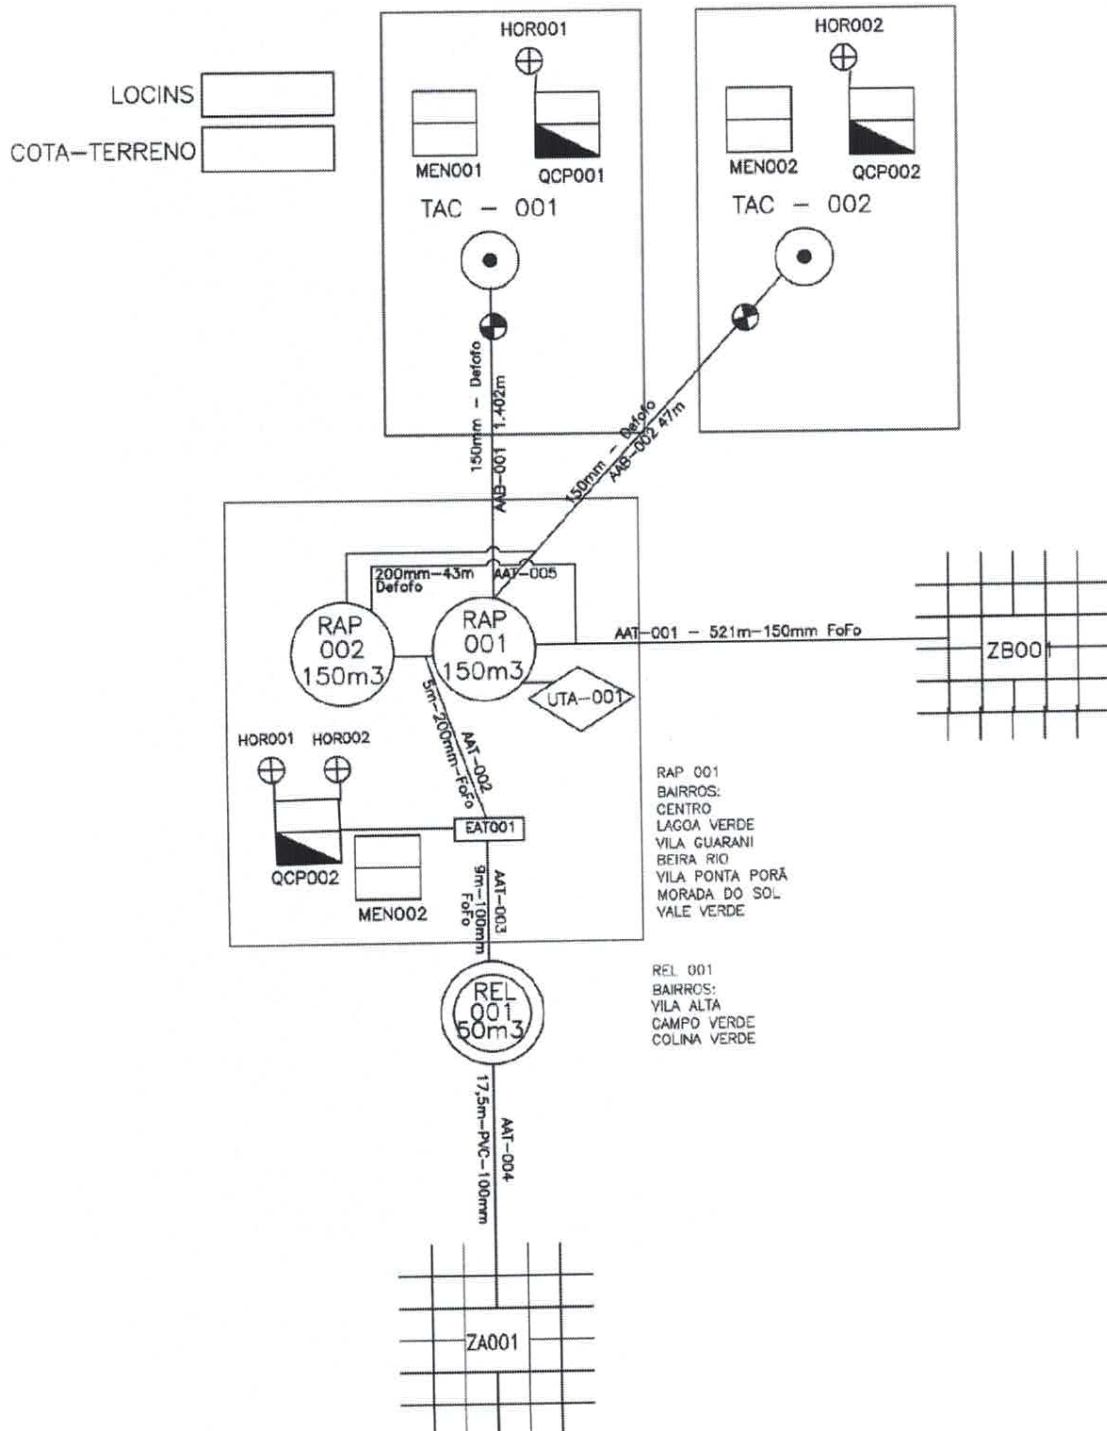 HOR001
HOR002
LOCINS
COTA-TERRENO
MEN001
QCP001
MEN002
QCP002
TAC - 001
TAC - 002
150mm - Defofo
AAB-001 1.402m
150mm - Defofo
AAB-002 47m
200mm-43m AAT-005
Defofo
RAP
002
150m3
RAP
001
150m3
AAT-001 - 521m-150mm FoFo
ZB001
UTA-001
5m-200mm-FoFo
AAT-002
HOR001 HOR002
EAT001
QCP002
MEN002
AAT-003
9m-100mm
FoFo
RAP 001
BAIRROS:
CENTRO
LAGOA VERDE
VILA GUARANI
BEIRA RIO
VILA PONTA PORÃ
MORADA DO SOL
VALE VERDE
REL 001
BAIRROS:
VILA ALTA
CAMPO VERDE
COLINA VERDE
REL
001
50m3
17,5m-PVC-100mm
AAT-004
ZA001